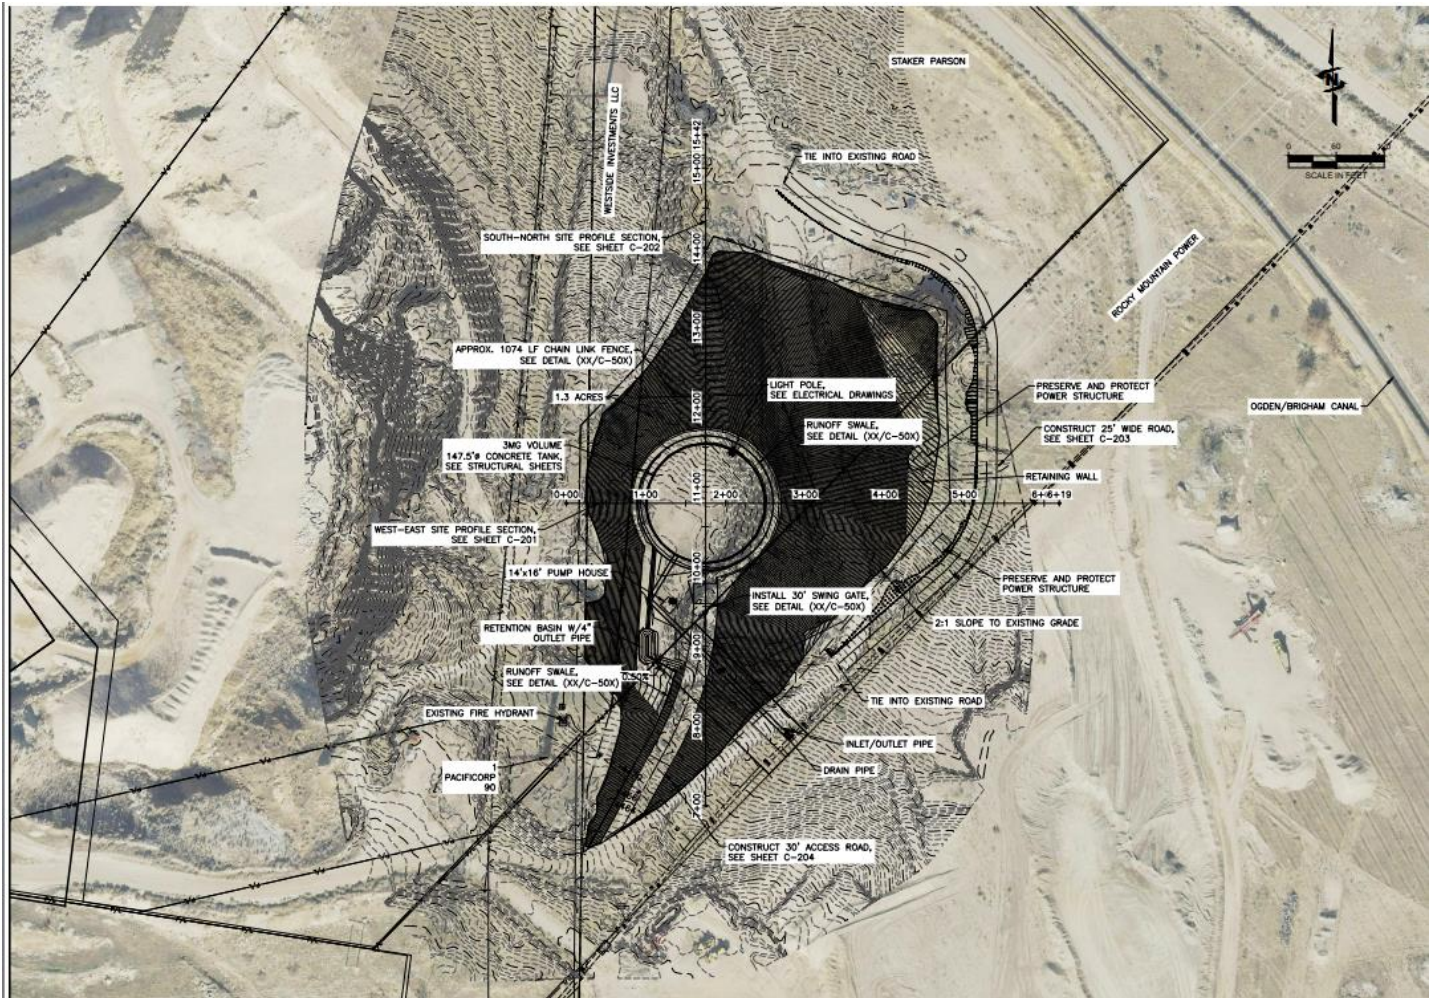 STAKER PARSON
N
0 60 120
SCALE IN FEET
WESTSIDE INVESTMENTS LLC
15+42
15+00
TIE INTO EXISTING ROAD
SOUTH-NORTH SITE PROFILE SECTION,
SEE SHEET C-202
14+00
ROCKY MOUNTAIN POWER
13+00
APPROX. 1074 LF CHAIN LINK FENCE,
SEE DETAIL (XX/C-50X)
LIGHT POLE,
SEE ELECTRICAL DRAWINGS
PRESERVE AND PROTECT
POWER STRUCTURE
1.3 ACRES
12+00
OGDEN/BRIGHAM CANAL
RUNOFF SWALE,
SEE DETAIL (XX/C-50X)
CONSTRUCT 25' WIDE ROAD,
SEE SHEET C-203
3MG VOLUME
147.5'ø CONCRETE TANK,
SEE STRUCTURAL SHEETS
RETAINING WALL
0+00 1+00 11+00 2+00 3+00 4+00 5+00 6+19
WEST-EAST SITE PROFILE SECTION,
SEE SHEET C-201
14'x16' PUMP HOUSE
10+00
PRESERVE AND PROTECT
POWER STRUCTURE
INSTALL 30' SWING GATE,
SEE DETAIL (XX/C-50X)
2:1 SLOPE TO EXISTING GRADE
RETENTION BASIN W/4"
OUTLET PIPE
9+00
RUNOFF SWALE,
SEE DETAIL (XX/C-50X)
0.50%
TIE INTO EXISTING ROAD
EXISTING FIRE HYDRANT
8+00
INLET/OUTLET PIPE
1
PACIFICORP
90
DRAIN PIPE
7+00
CONSTRUCT 30' ACCESS ROAD,
SEE SHEET C-204